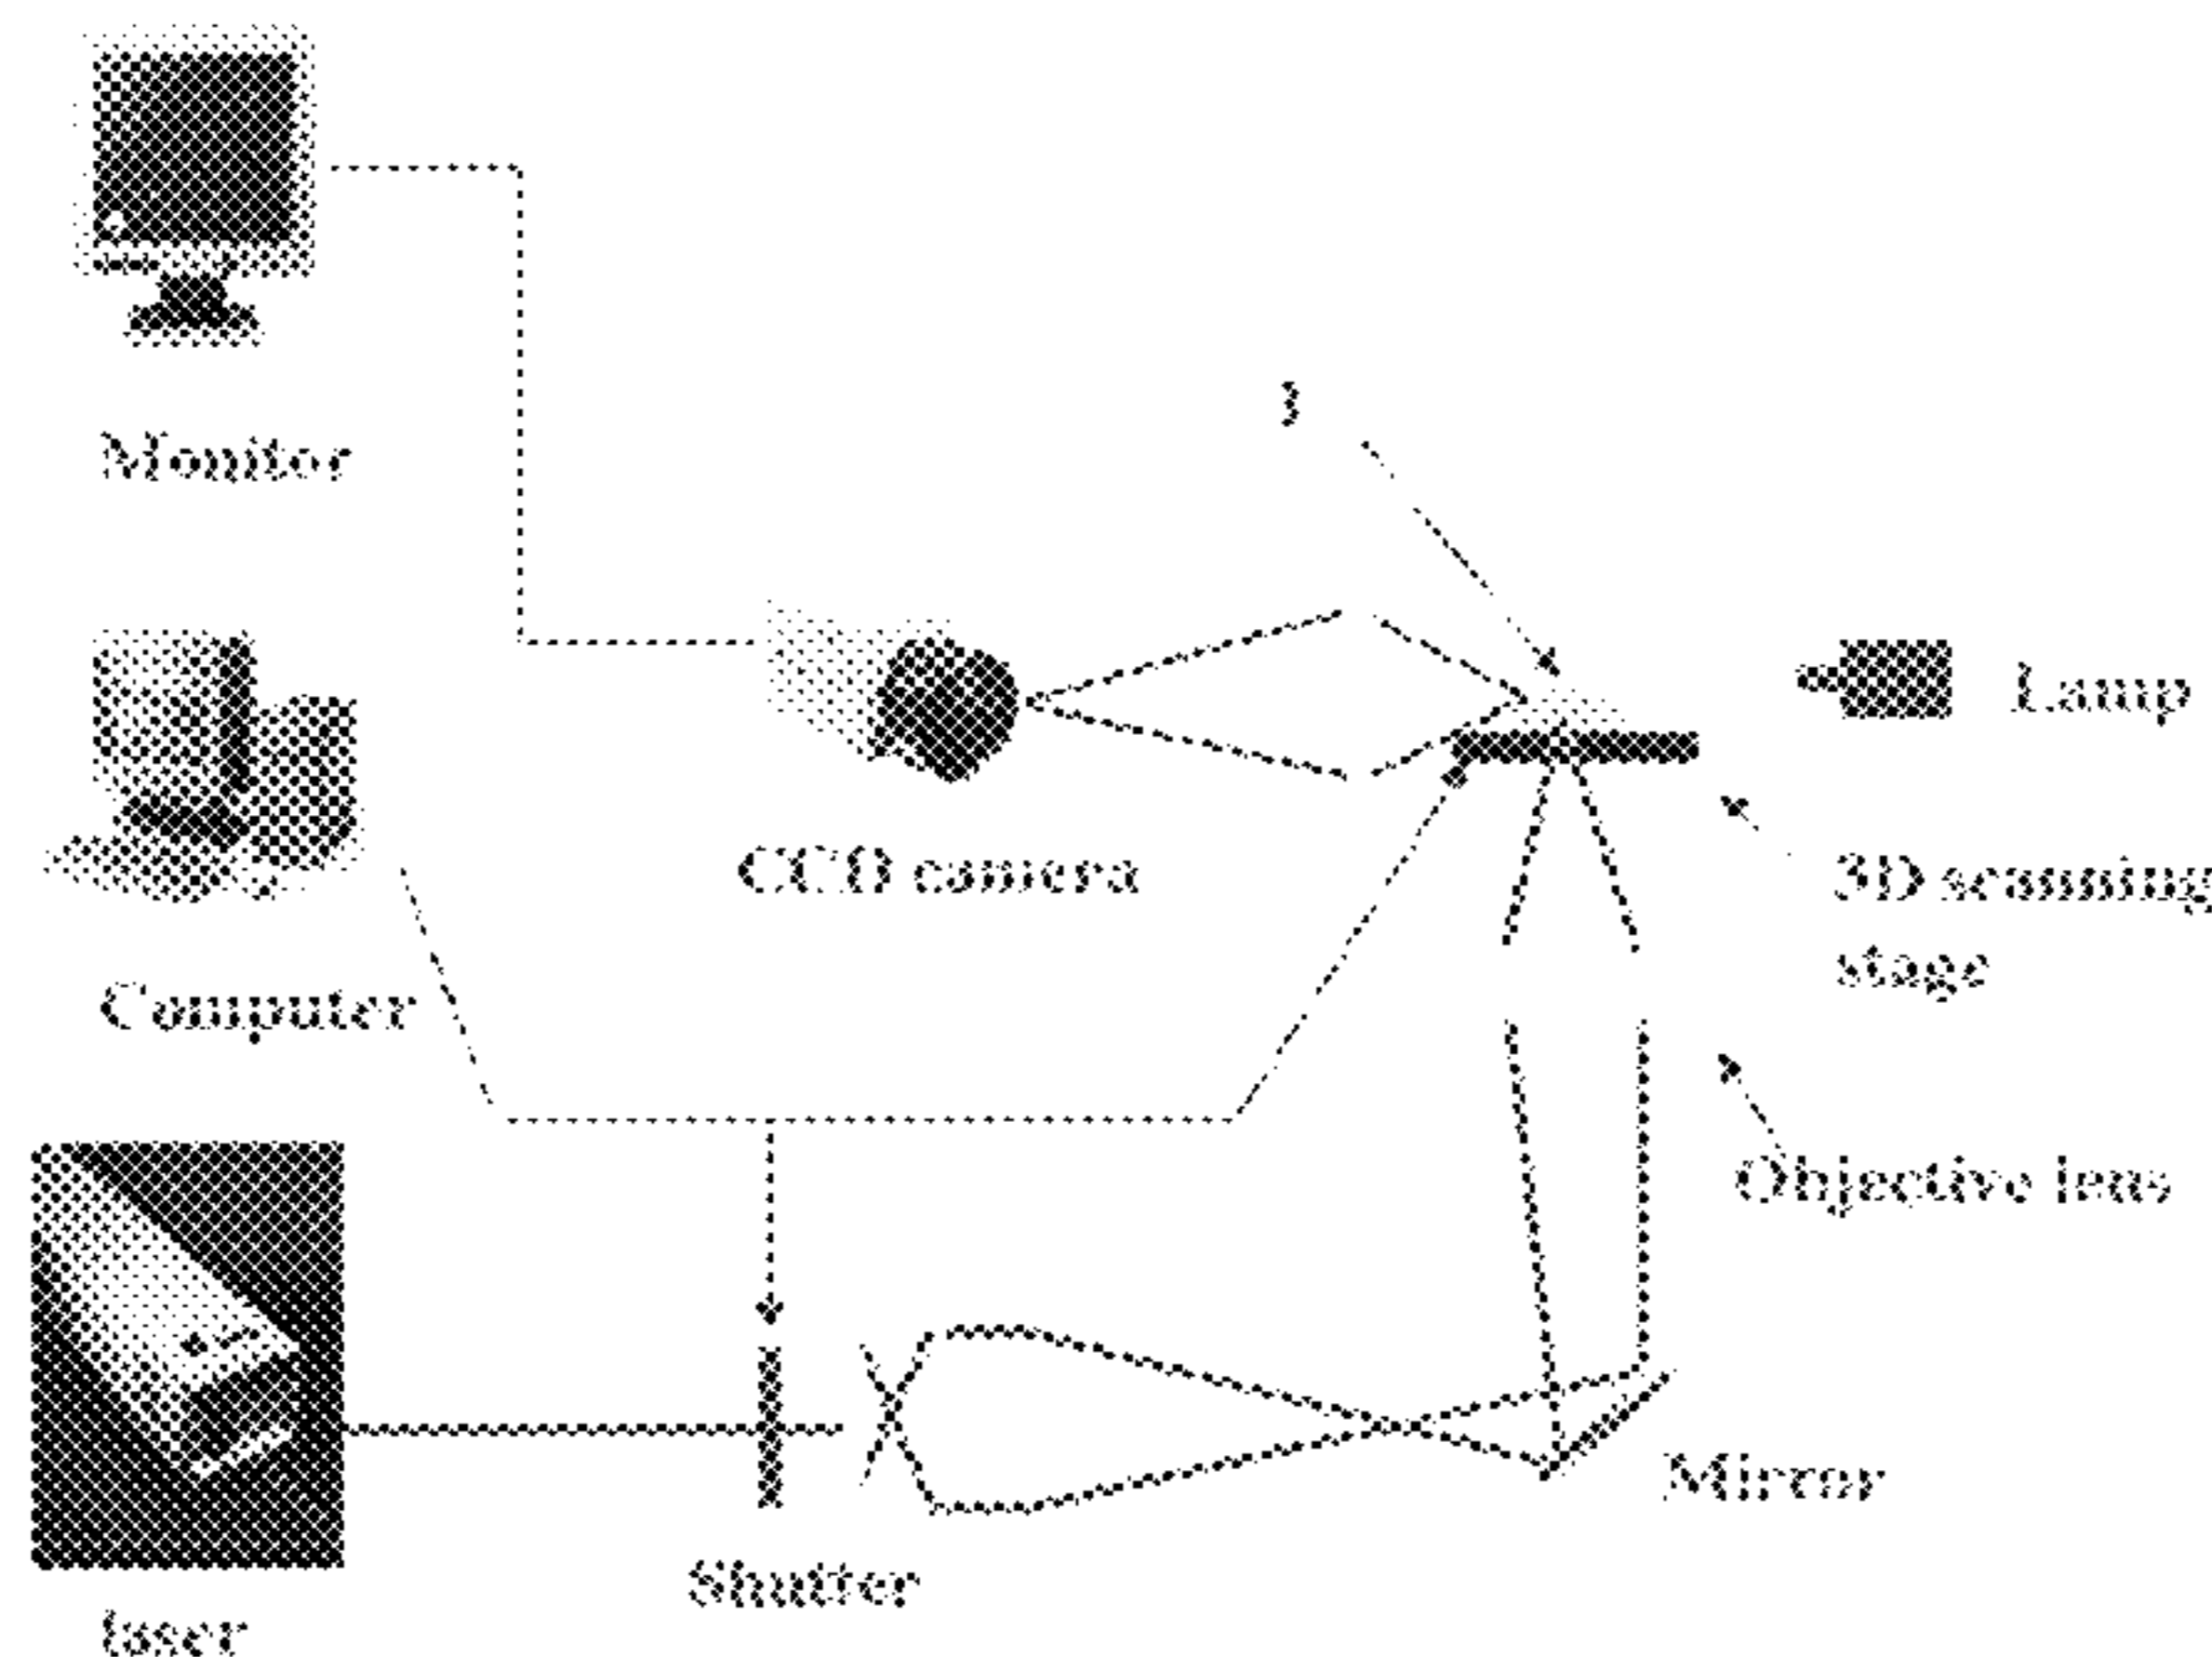 Monitor
3
Lamp
CCD camera
3D scanning
stage
Computer
Objective lens
Mirror
Shutter
laser